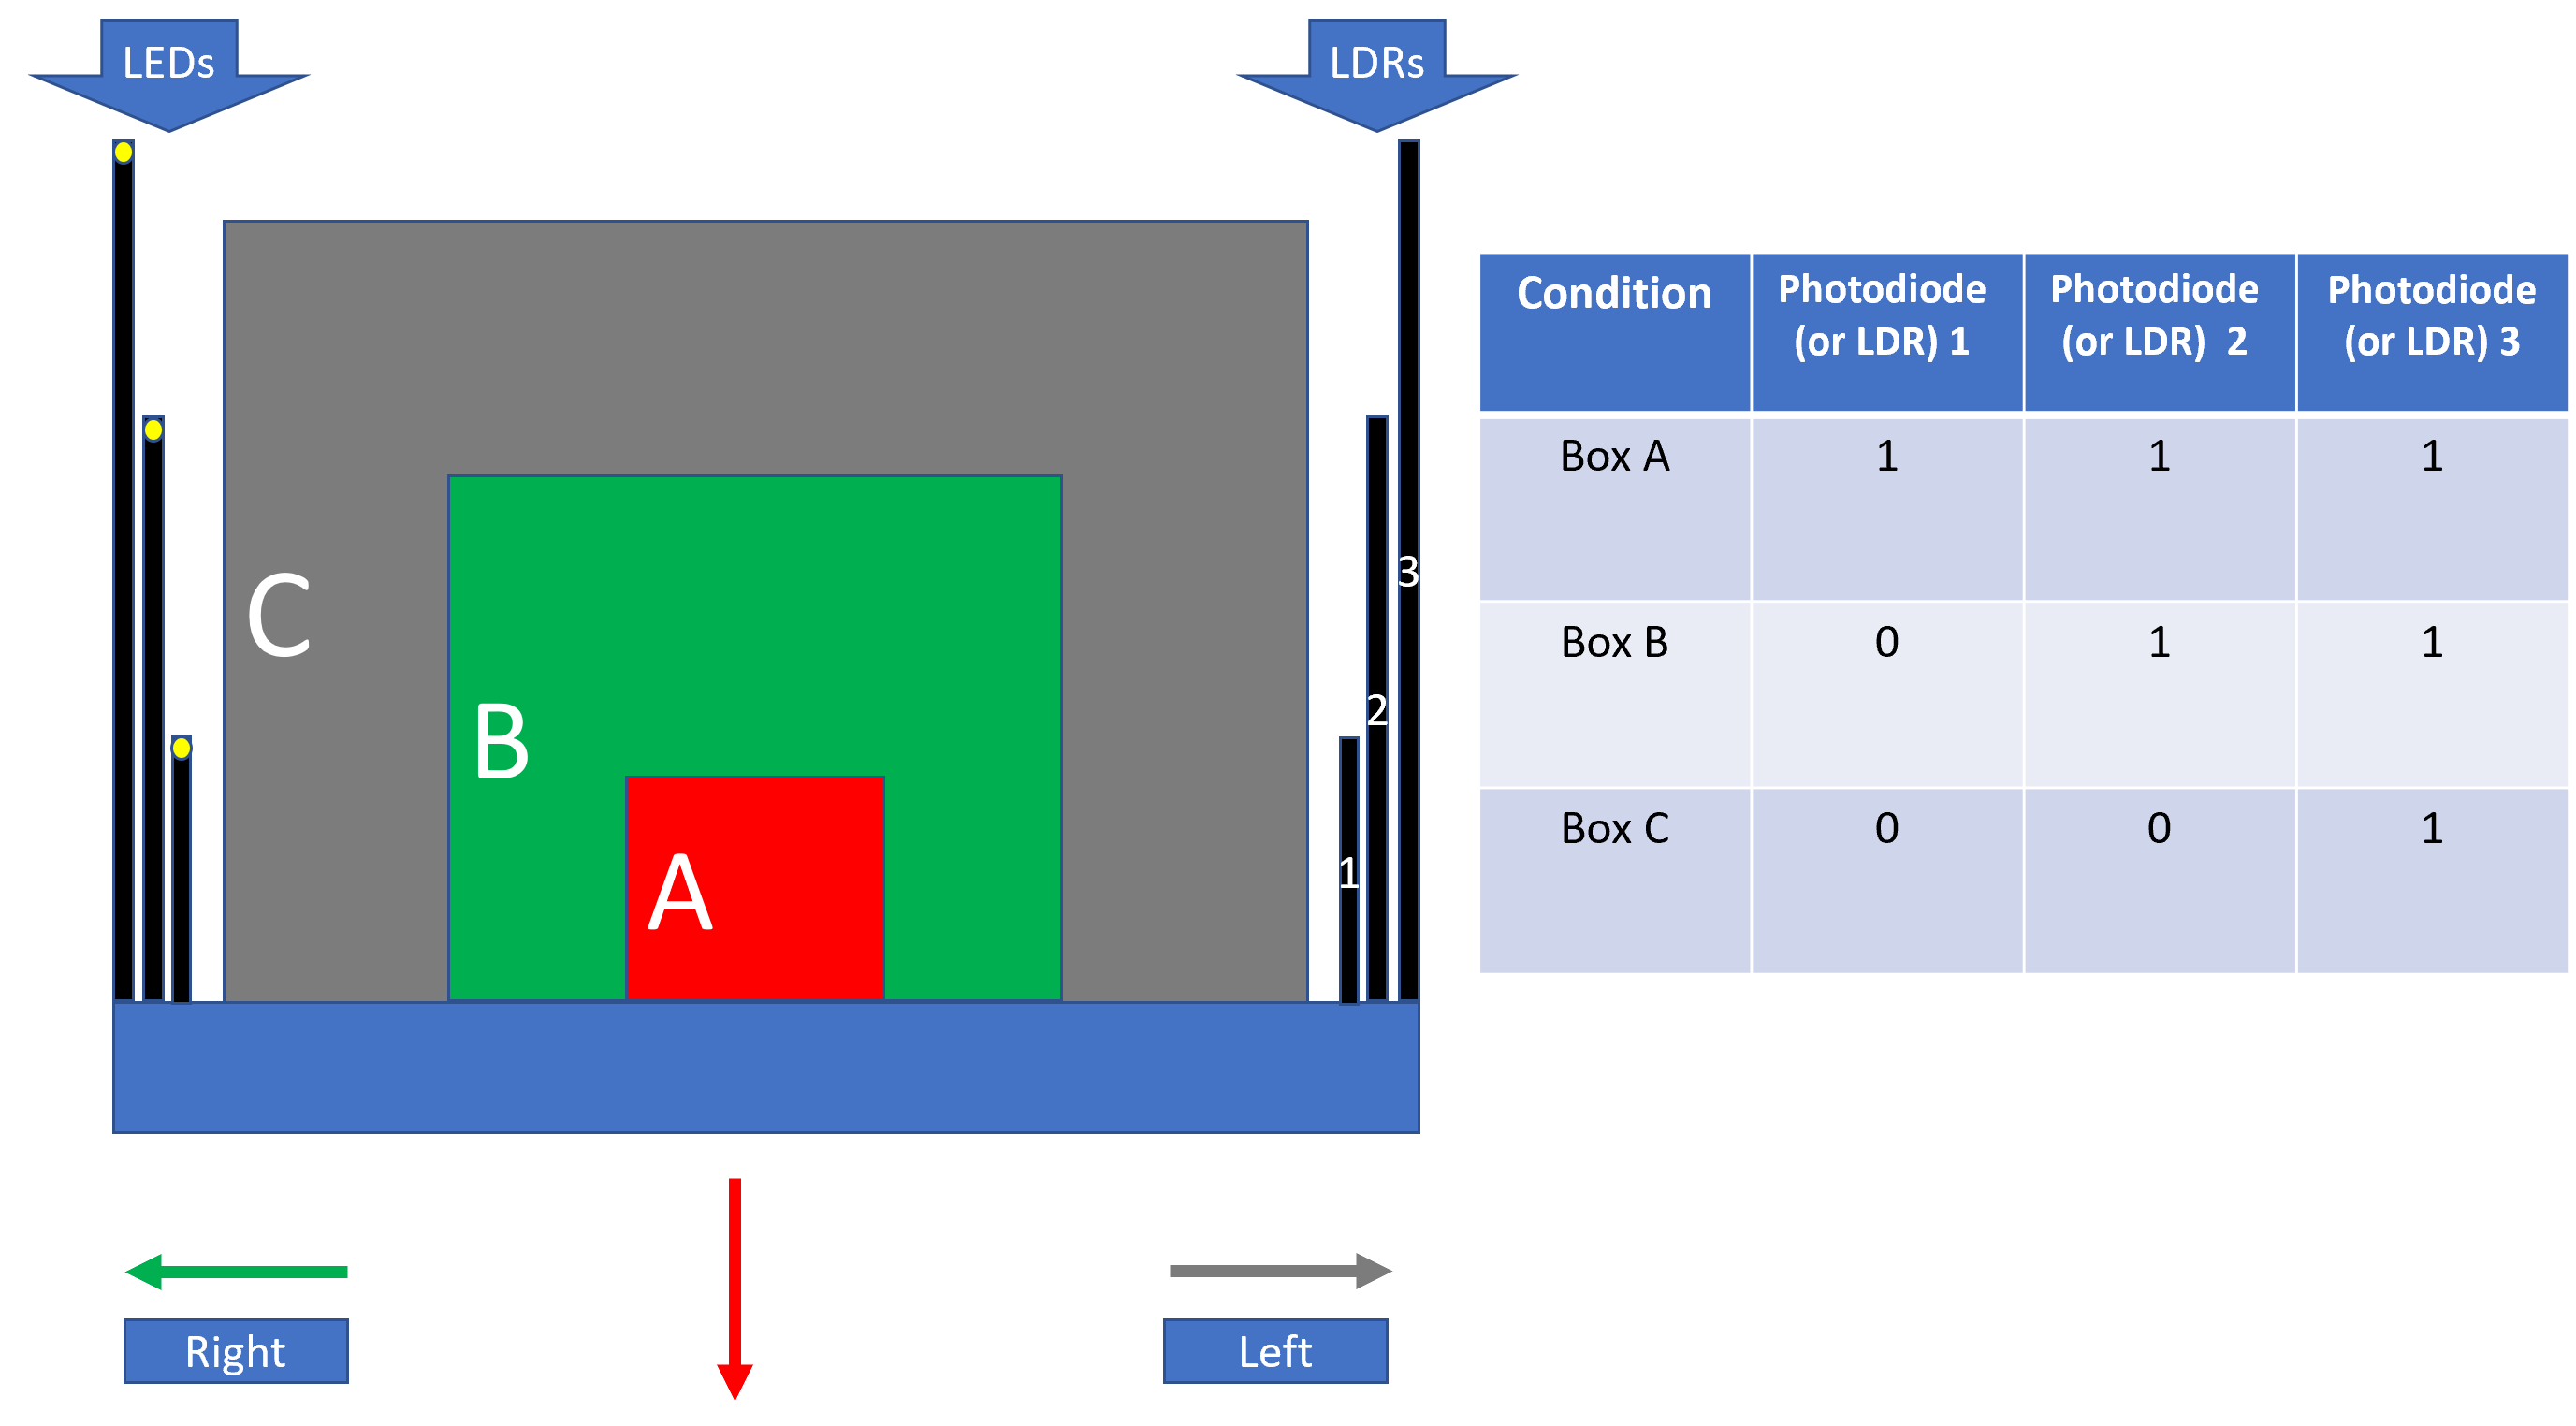 LEDs
LDRs
C
B
A
1
2
3
Condition
Photodiode
(or LDR) 1
Photodiode
(or LDR)  2
Photodiode
(or LDR) 3
Box A 1 1 1
Box B 0 1 1
Box C 0 0 1
Right
Left